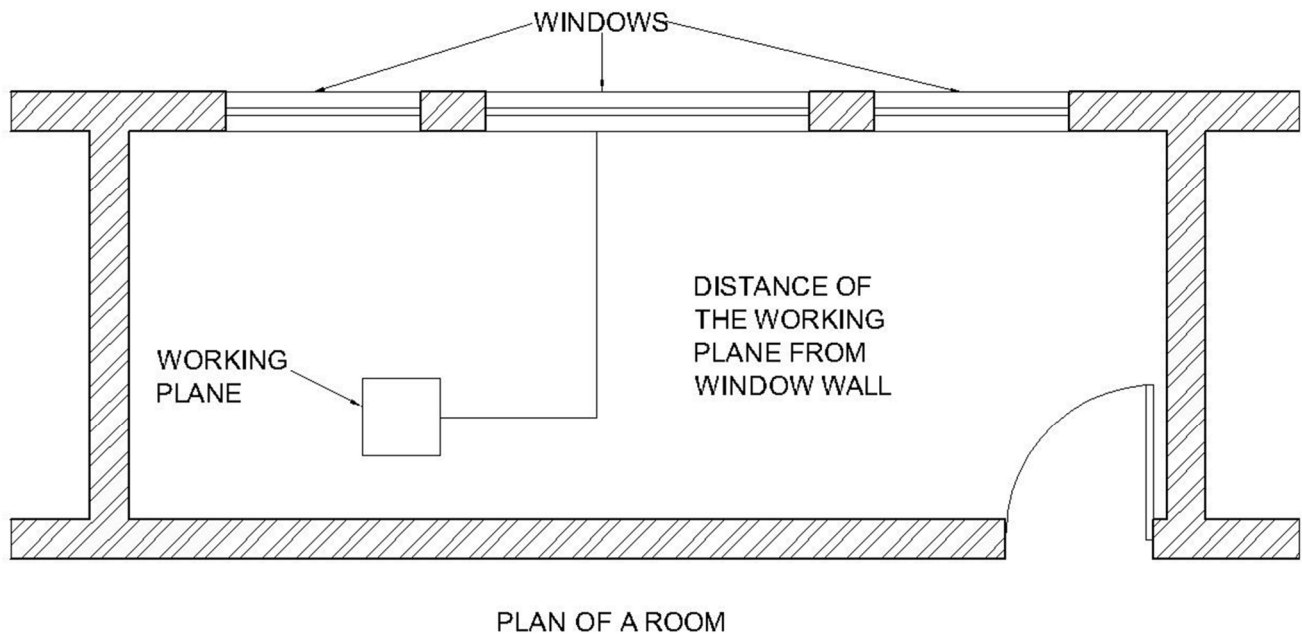 WINDOWS
DISTANCE OF
THE WORKING
PLANE FROM
WINDOW WALL
WORKING
PLANE
PLAN OF A ROOM